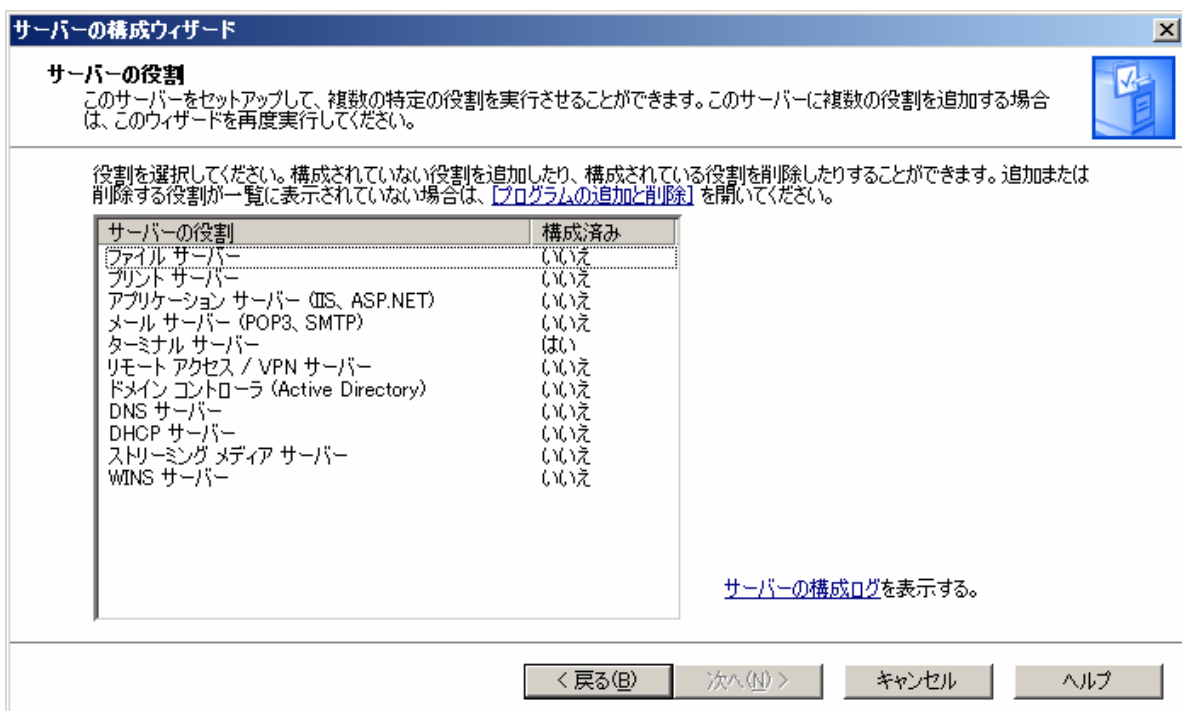 サーバーの構成ウィザード
サーバーの役割
このサーバーをセットアップして、複数の特定の役割を実行させることができます。このサーバーに複数の役割を追加する場合
は、このウィザードを再度実行してください。
役割を選択してください。構成されていない役割を追加したり、構成されている役割を削除したりすることができます。追加または
削除する役割が一覧に表示されていない場合は、[プログラムの追加と削除] を開いてください。
サーバーの役割 構成済み
ファイル サーバー いいえ
プリント サーバー いいえ
アプリケーション サーバー (IIS、ASP.NET) いいえ
メール サーバー (POP3、SMTP) いいえ
ターミナル サーバー はい
リモート アクセス / VPN サーバー いいえ
ドメイン コントローラ (Active Directory) いいえ
DNS サーバー いいえ
DHCP サーバー いいえ
ストリーミング メディア サーバー いいえ
WINS サーバー いいえ
サーバーの構成ログを表示する。
< 戻る(B) 次へ(N) > キャンセル ヘルプ